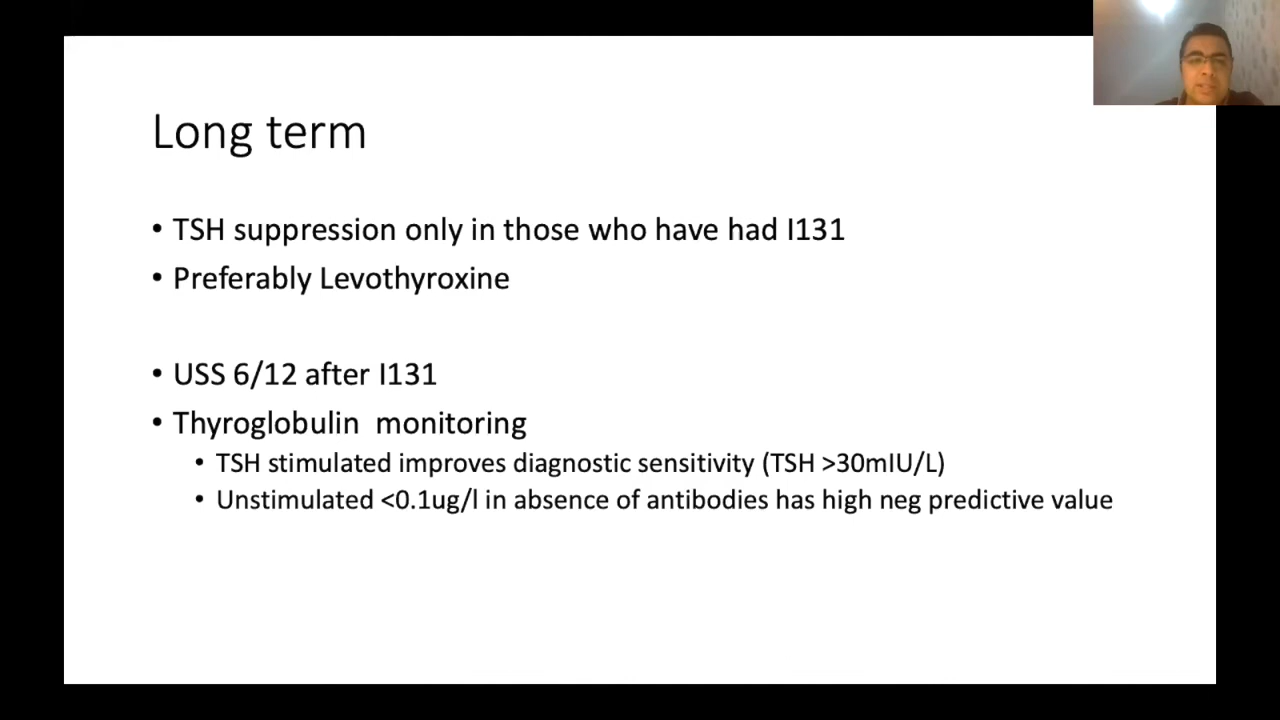 Long term
• TSH suppression only in those who have had I131
• Preferably Levothyroxine
• USS 6/12 after I131
• Thyroglobulin monitoring
• TSH stimulated improves diagnostic sensitivity (TSH >30mIU/L)
• Unstimulated <0.1ug/l in absence of antibodies has high neg predictive value